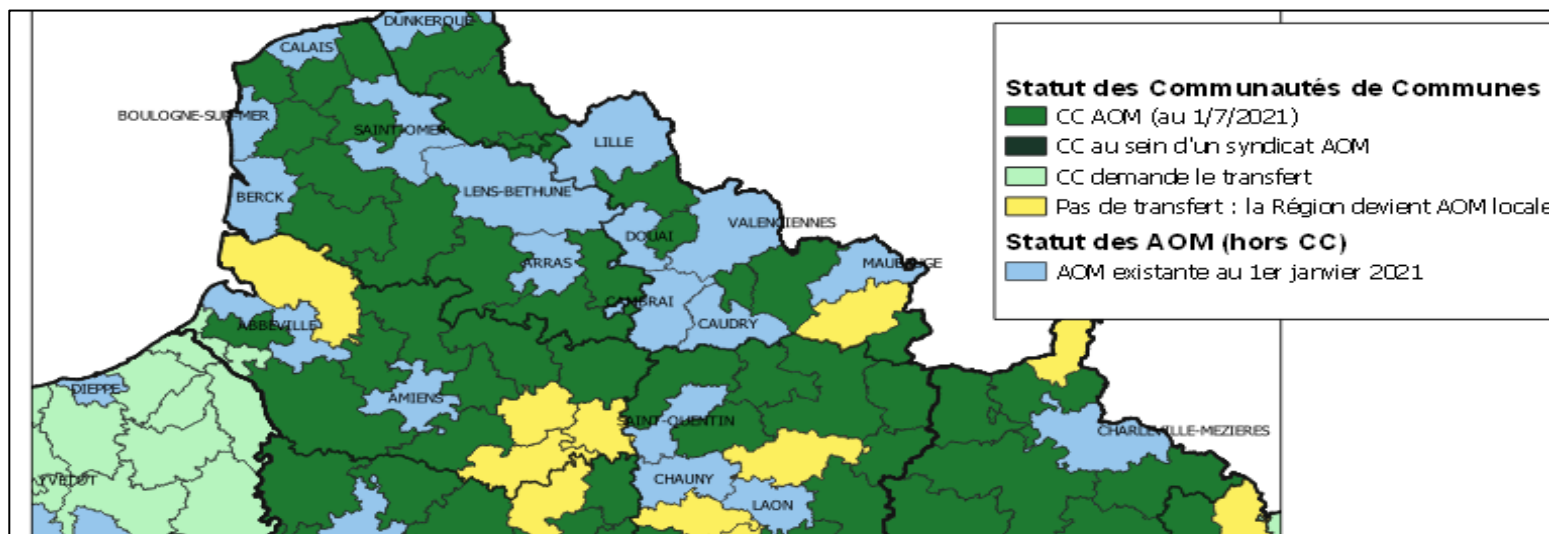 DUNKERQUE
CALAIS
BOULOGNE-SUR-MER
SAINT-OMER
LILLE
BERCK
LENS-BETHUNE
VALENCIENNES
DOUAI
ARRAS
MAUBEUGE
CAMBRAI
CAUDRY
ABBEVILLE
DIEPPE
AMIENS
SAINT-QUENTIN
CHARLEVILLE-MEZIERES
YVETOT
CHAUNY
LAON
Statut des Communautés de Communes
CC AOM (au 1/7/2021)
CC au sein d'un syndicat AOM
CC demande le transfert
Pas de transfert : la Région devient AOM locale
Statut des AOM (hors CC)
AOM existante au 1er janvier 2021